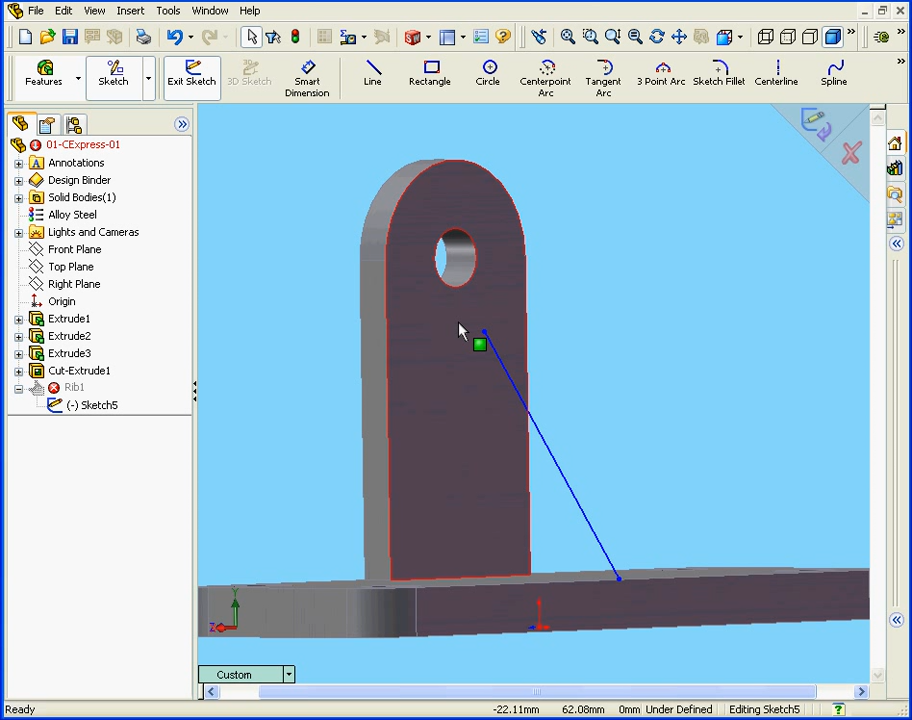 File Edit View Insert Tools Window Help
Features Sketch Exit Sketch 3D Sketch Smart Dimension Line Rectangle Circle Centerpoint Arc Tangent Arc 3 Point Arc Sketch Fillet Centerline Spline
01-CExpress-01
Annotations
Design Binder
Solid Bodies(1)
Alloy Steel
Lights and Cameras
Front Plane
Top Plane
Right Plane
Origin
Extrude1
Extrude2
Extrude3
Cut-Extrude1
Rib1
(-) Sketch5
Y
Z
Custom
Ready -22.11mm 62.08mm 0mm Under Defined Editing Sketch5 ?